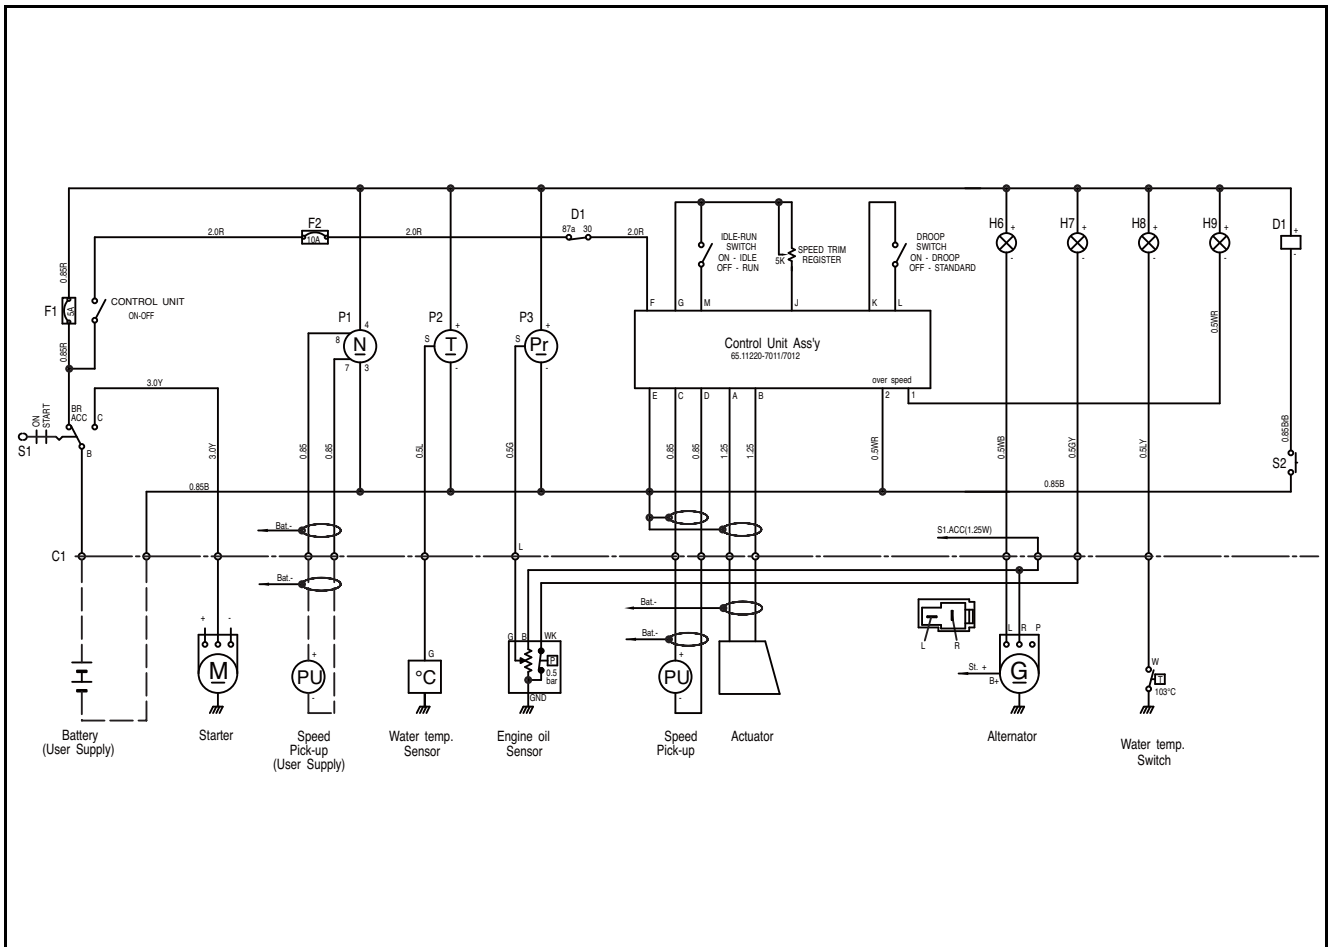 F2
10A
2.0R
2.0R
D1
87a 30
2.0R
0.85R
F1
5A
CONTROL UNIT
ON-OFF
0.85R
IDLE-RUN
SWITCH
ON - IDLE
OFF - RUN
5K
SPEED TRIM
REGISTER
DROOP
SWITCH
ON - DROOP
OFF - STANDARD
H6
+
-
H7
+
-
H8
+
-
H9
+
-
D1
+
-
P1
4
8
N
7
3
P2
+
S
T
-
P3
+
S
Pr
-
F
G
M
J
K
L
Control Unit Ass'y
65.11220-7011/7012
over speed
E
C
D
A
B
2
1
0.5WR
3.0Y
BR
ACC
C
ON
START
S1
B
3.0Y
0.85
0.85
0.5L
0.5G
0.85
0.85
1.25
1.25
0.5WR
0.5WB
0.5GY
0.5LY
0.85BrB
S2
0.85B
0.85B
Bat.-
S1.ACC(1.25W)
C1
L
Bat.-
Bat.-
Bat.-
L
R
+ -
M
+
PU
-
G
°C
G
B
WK
P
0.5
bar
GND
+
PU
-
L R P
St. +
B+
G
W
T
103°C
Battery
(User Supply)
Starter
Speed
Pick-up
(User Supply)
Water temp.
Sensor
Engine oil
Sensor
Speed
Pick-up
Actuator
Alternator
Water temp.
Switch